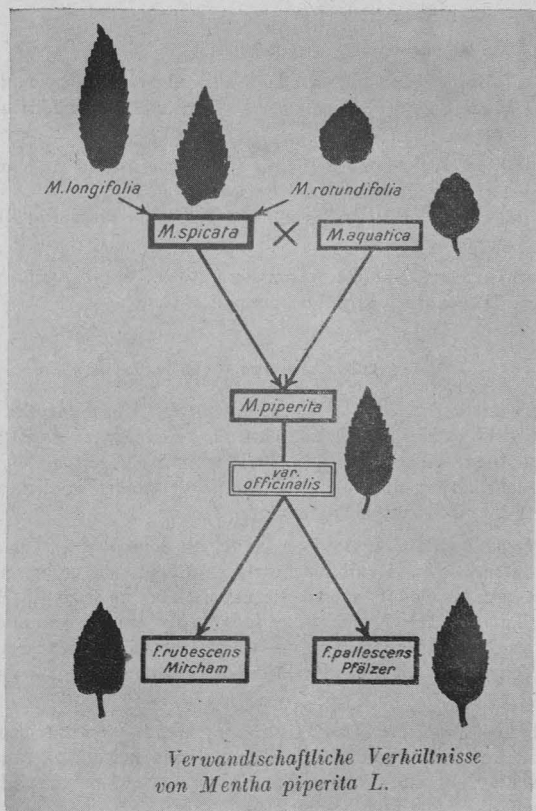 M.longifolia
M.rotundifolia
M.spicata × M.aquatica
M.piperita
var.
officinalis
f.rubescens
Mitcham
f.pallescens
Pfälzer
Verwandtschaftliche Verhältnisse
von Mentha piperita L.